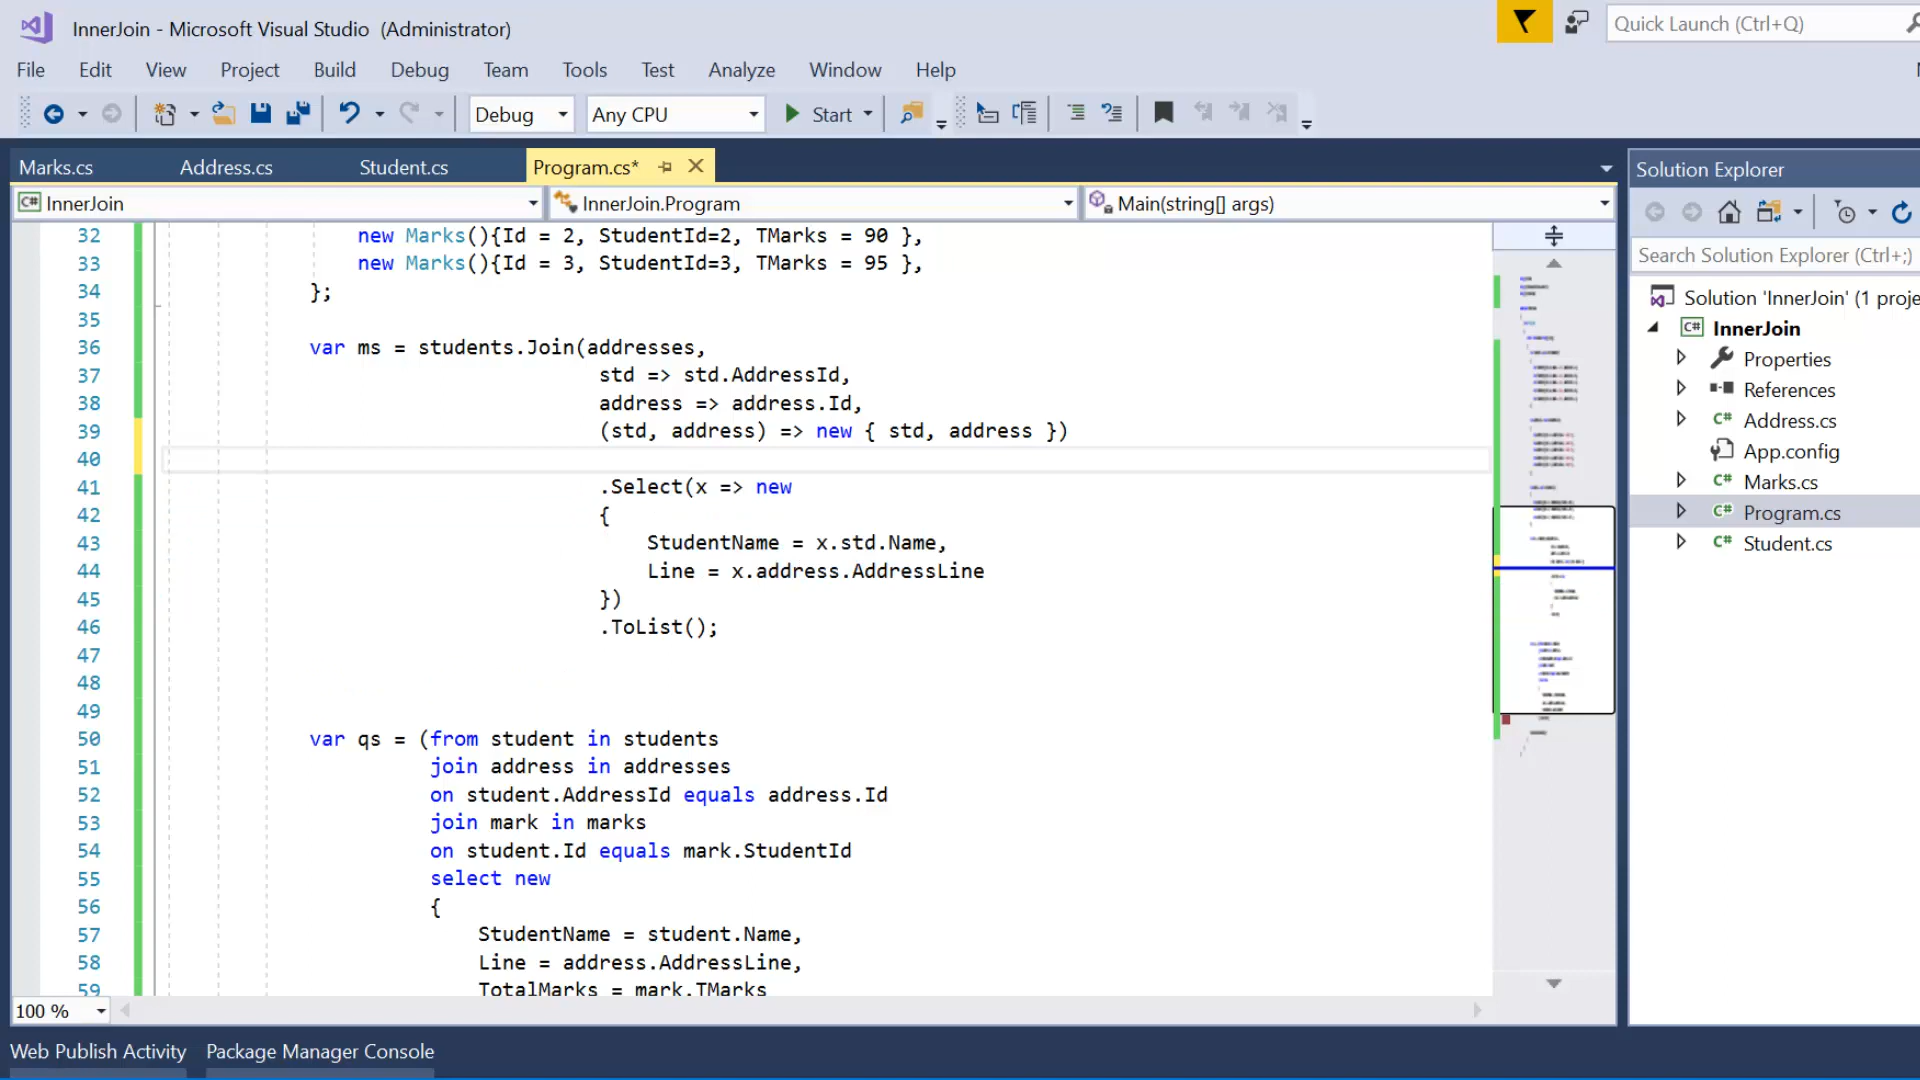 InnerJoin - Microsoft Visual Studio (Administrator)
Quick Launch (Ctrl+Q)
File Edit View Project Build Debug Team Tools Test Analyze Window Help
Debug Any CPU Start
Marks.cs Address.cs Student.cs Program.cs*
Solution Explorer
InnerJoin InnerJoin.Program Main(string[] args)
32 new Marks(){Id = 2, StudentId=2, TMarks = 90 },
33 new Marks(){Id = 3, StudentId=3, TMarks = 95 },
34 };
35
36 var ms = students.Join(addresses,
37 std => std.AddressId,
38 address => address.Id,
39 (std, address) => new { std, address })
40
41 .Select(x => new
42 {
43 StudentName = x.std.Name,
44 Line = x.address.AddressLine
45 })
46 .ToList();
47
48
49
50 var qs = (from student in students
51 join address in addresses
52 on student.AddressId equals address.Id
53 join mark in marks
54 on student.Id equals mark.StudentId
55 select new
56 {
57 StudentName = student.Name,
58 Line = address.AddressLine,
59 TotalMarks = mark.TMarks
100 %
Search Solution Explorer (Ctrl+;)
Solution 'InnerJoin' (1 proje
C# InnerJoin
Properties
References
C# Address.cs
App.config
C# Marks.cs
C# Program.cs
C# Student.cs
Web Publish Activity Package Manager Console